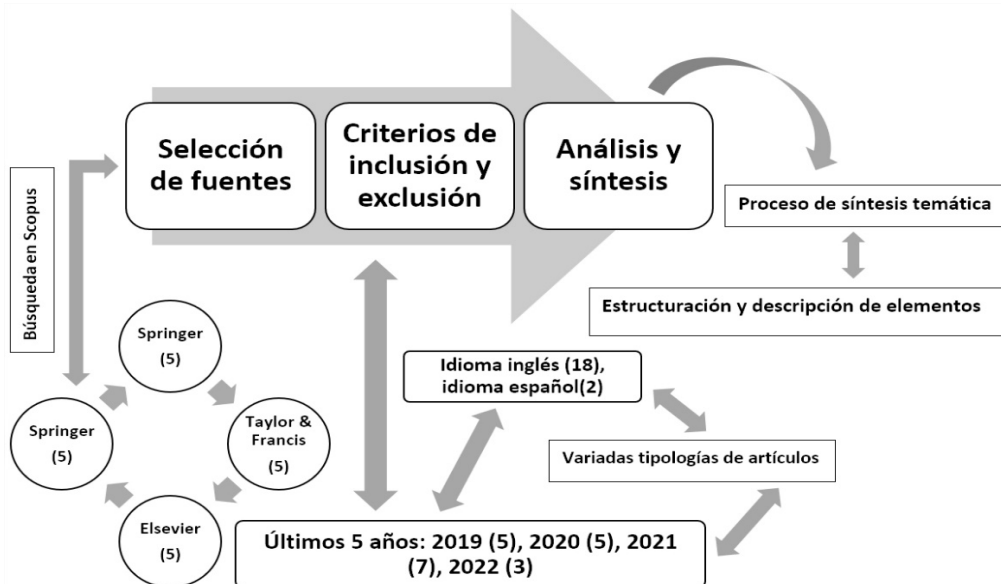 Selección
de fuentes
Criterios de
inclusión y
exclusión
Análisis y
síntesis
Proceso de síntesis temática
Estructuración y descripción de elementos
Búsqueda en Scopus
Springer
(5)
Springer
(5)
Taylor &
Francis
(5)
Elsevier
(5)
Idioma inglés (18),
idioma español(2)
Variadas tipologías de artículos
Últimos 5 años: 2019 (5), 2020 (5), 2021
(7), 2022 (3)